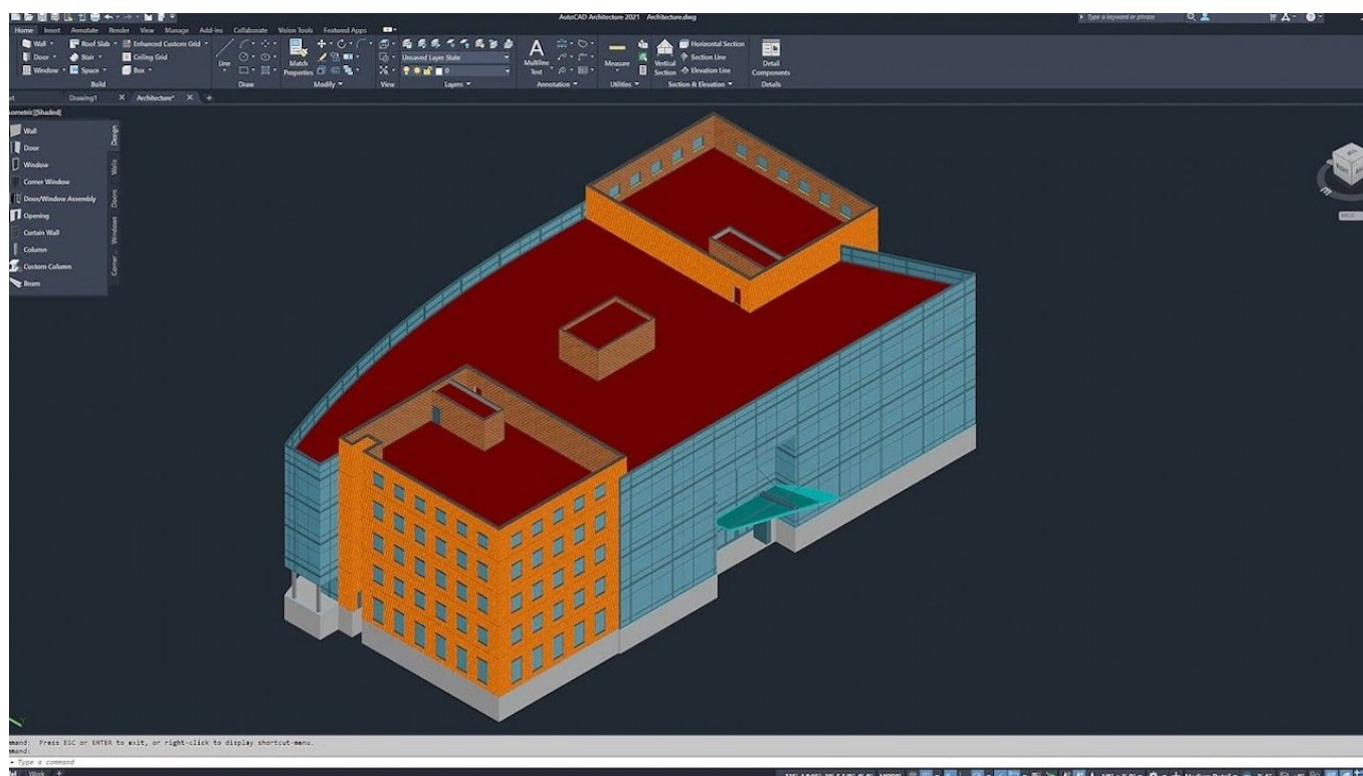 AutoCAD Architecture 2021 Architecture.dwg
Type a keyword or phrase
Home Insert Annotate Render View Manage Add-ins Collaborate Vision Tools Featured Apps
Wall Roof Slab Enhanced Custom Grid
Door Stair Ceiling Grid
Window Space Box
Line
Match
Properties
Unsaved Layer State
0
Multiline
Text
Measure
Vertical
Section
Horizontal Section
Section Line
Elevation Line
Detail
Components
Build Draw Modify View Layers Annotation Utilities Section & Elevation Details
Drawing1 Architecture*
Wall
Door
Window
Corner Window
Door/Window Assembly
Opening
Curtain Wall
Column
Custom Column
Beam
Design
Walls
Doors
Windows
Corner ...
WCS
mmand: Press ESC or ENTER to exit, or right-click to display shortcut-menu.
mmand:
Type a command
Work